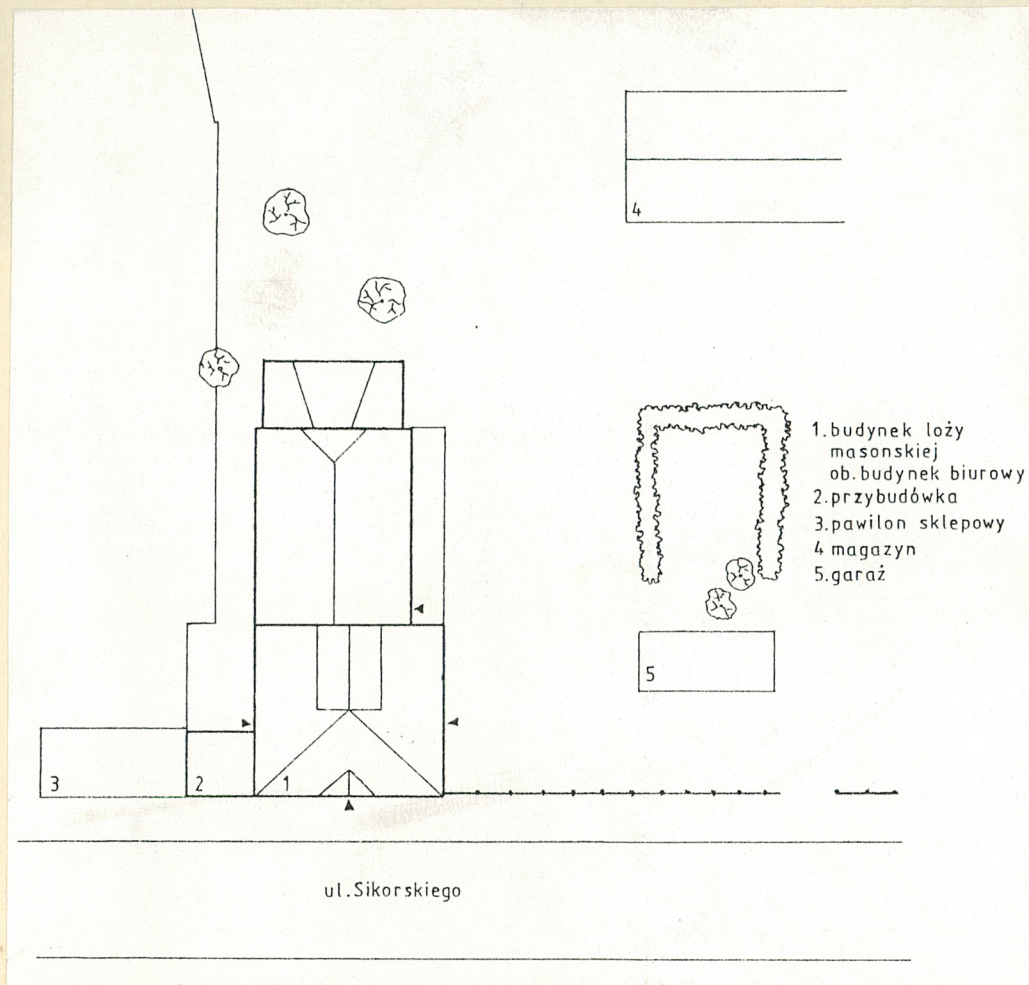 4
1.budynek loży
masonskiej
ob.budynek biurowy
2.przybudówka
3.pawilon sklepowy
4 magazyn
5.garaż
5
3
2
1
ul.Sikorskiego